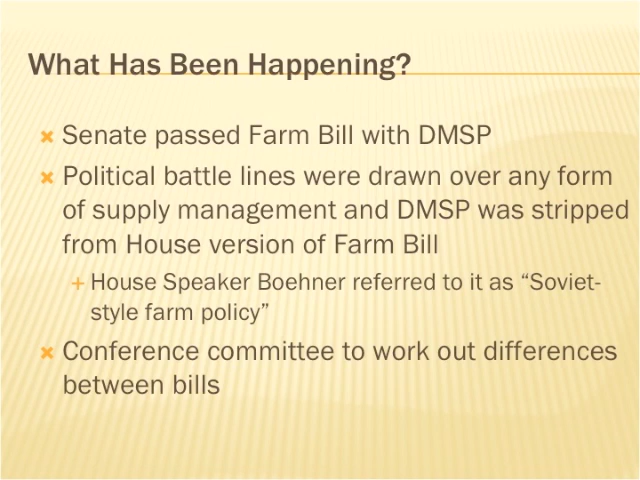 What Has Been Happening?
Senate passed Farm Bill with DMSP
Political battle lines were drawn over any form
of supply management and DMSP was stripped
from House version of Farm Bill
House Speaker Boehner referred to it as “Soviet-
style farm policy”
Conference committee to work out differences
between bills